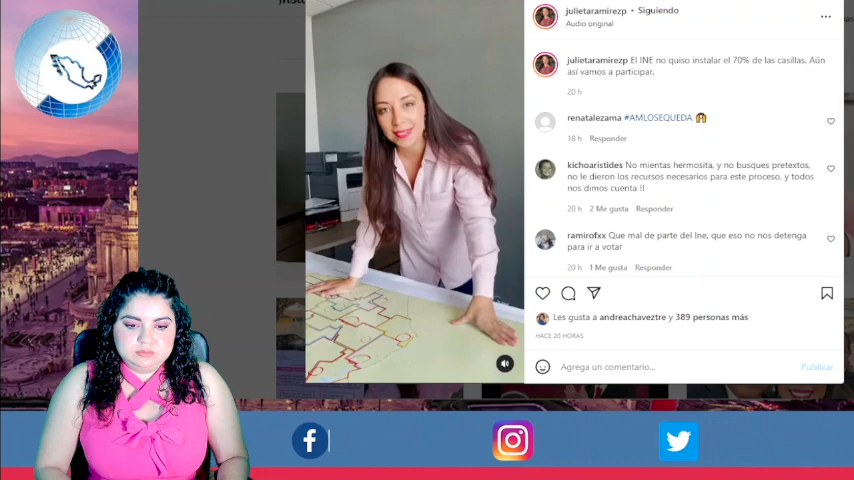 julietaramirezp • Siguiendo
Audio original
julietaramirezp El INE no quiso instalar el 70% de las casillas. Aún
así vamos a participar.
20 h
renatalezama #AMLOSEQUEDA
18 h Responder
kichoaristides No mientas hermosita, y no busques pretextos,
no le dieron los recursos necesarios para este proceso, y todos
nos dimos cuenta !!
20 h 2 Me gusta Responder
ramirofxx Que mal de parte del Ine, que eso no nos detenga
para ir a votar
20 h 1 Me gusta Responder
Les gusta a andreachaveztre y 389 personas más
HACE 20 HORAS
Agrega un comentario...
Publicar